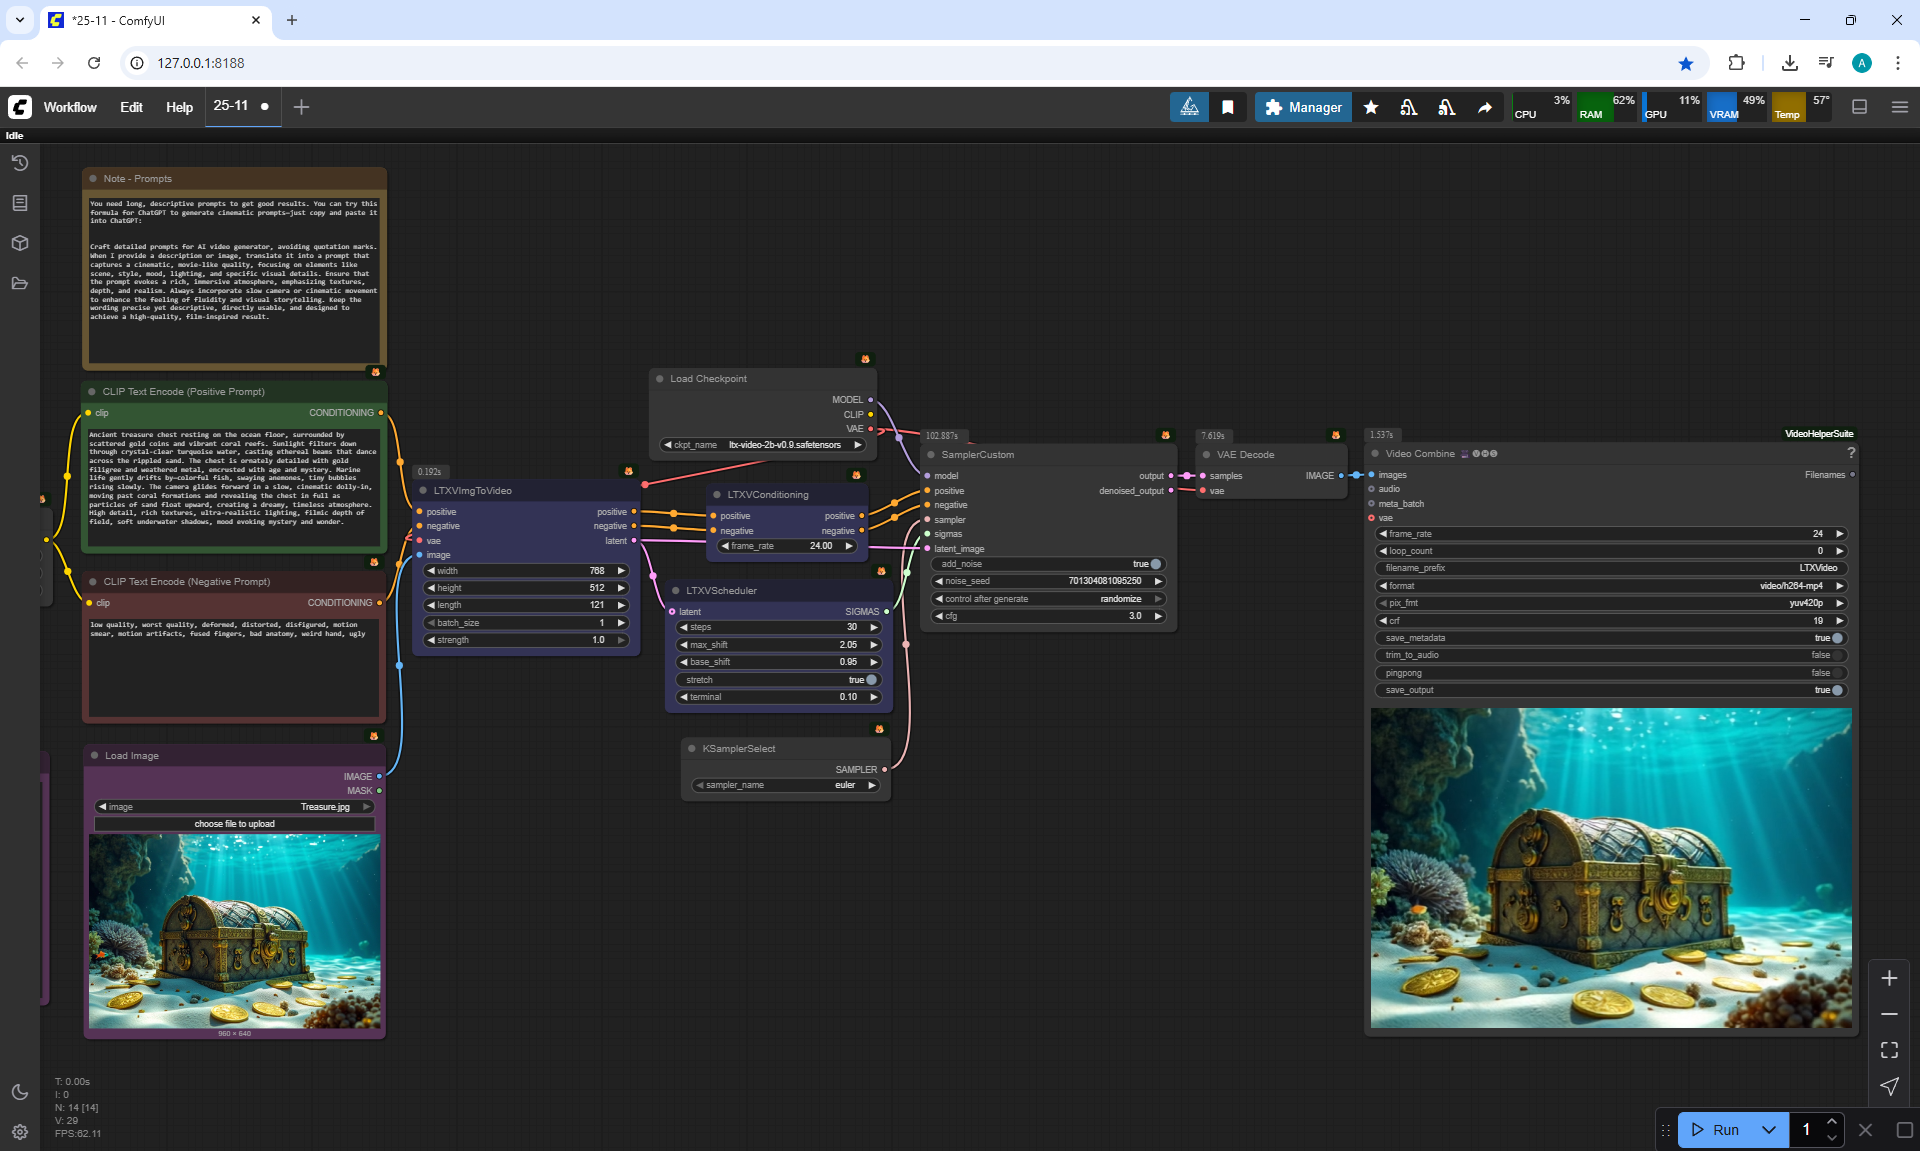 *25-11 - ComfyUI
127.0.0.1:8188
Workflow
Edit
Help
25-11
Manager
CPU 3%
RAM 62%
GPU 11%
VRAM 49%
Temp 57°
Idle
Note - Prompts
You need long, descriptive prompts to get good results. You can try this
formula for ChatGPT to generate cinematic prompts—just copy and paste it
into ChatGPT:
Craft detailed prompts for AI video generator, avoiding quotation marks.
When I provide a description or image, translate it into a prompt that
captures a cinematic, movie-like quality, focusing on elements like
scene, style, mood, lighting, and specific visual details. Ensure that
the prompt evokes a rich, immersive atmosphere, emphasizing textures,
depth, and realism. Always incorporate slow camera or cinematic movement
to enhance the feeling of fluidity and visual storytelling. Keep the
wording precise yet descriptive, directly usable, and designed to
achieve a high-quality, film-inspired result.
CLIP Text Encode (Positive Prompt)
clip
CONDITIONING
Ancient treasure chest resting on the ocean floor, surrounded by
scattered gold coins and vibrant coral reefs. Sunlight filters down
through crystal-clear turquoise water, casting ethereal beams that dance
across the rippled sand. The chest is ornately detailed with gold
filigree and weathered metal, encrusted with age and mystery. Marine
life gently drifts by—colorful fish, swaying anemones, tiny bubbles
rising slowly. The camera glides forward in a slow, cinematic dolly-in,
moving past coral formations and revealing the chest in full as
particles of sand float upward, creating a dreamy, timeless atmosphere.
High detail, rich textures, ultra-realistic lighting, filmic depth of
field, soft underwater shadows, mood evoking mystery and wonder.
CLIP Text Encode (Negative Prompt)
clip
CONDITIONING
low quality, worst quality, deformed, distorted, disfigured, motion
smear, motion artifacts, fused fingers, bad anatomy, weird hand, ugly
Load Image
IMAGE
MASK
image
Treasure.jpg
choose file to upload
960 × 640
0.192s
LTXVImgToVideo
positive
positive
negative
negative
vae
latent
image
width
768
height
512
length
121
batch_size
1
strength
1.0
Load Checkpoint
MODEL
CLIP
VAE
ckpt_name
ltx-video-2b-v0.9.safetensors
LTXVConditioning
positive
positive
negative
negative
frame_rate
24.00
LTXVScheduler
latent
SIGMAS
steps
30
max_shift
2.05
base_shift
0.95
stretch
true
terminal
0.10
KSamplerSelect
SAMPLER
sampler_name
euler
102.887s
SamplerCustom
model
output
positive
denoised_output
negative
sampler
sigmas
latent_image
add_noise
true
noise_seed
701304081095250
control after generate
randomize
cfg
3.0
7.619s
VAE Decode
samples
IMAGE
vae
VideoHelperSuite
1.537s
Video Combine
?
images
Filenames
audio
meta_batch
vae
frame_rate
24
loop_count
0
filename_prefix
LTXVideo
format
video/h264-mp4
pix_fmt
yuv420p
crf
19
save_metadata
true
trim_to_audio
false
pingpong
false
save_output
true
T: 0.00s
I: 0
N: 14 [14]
V: 29
FPS:62.11
Run
1
A